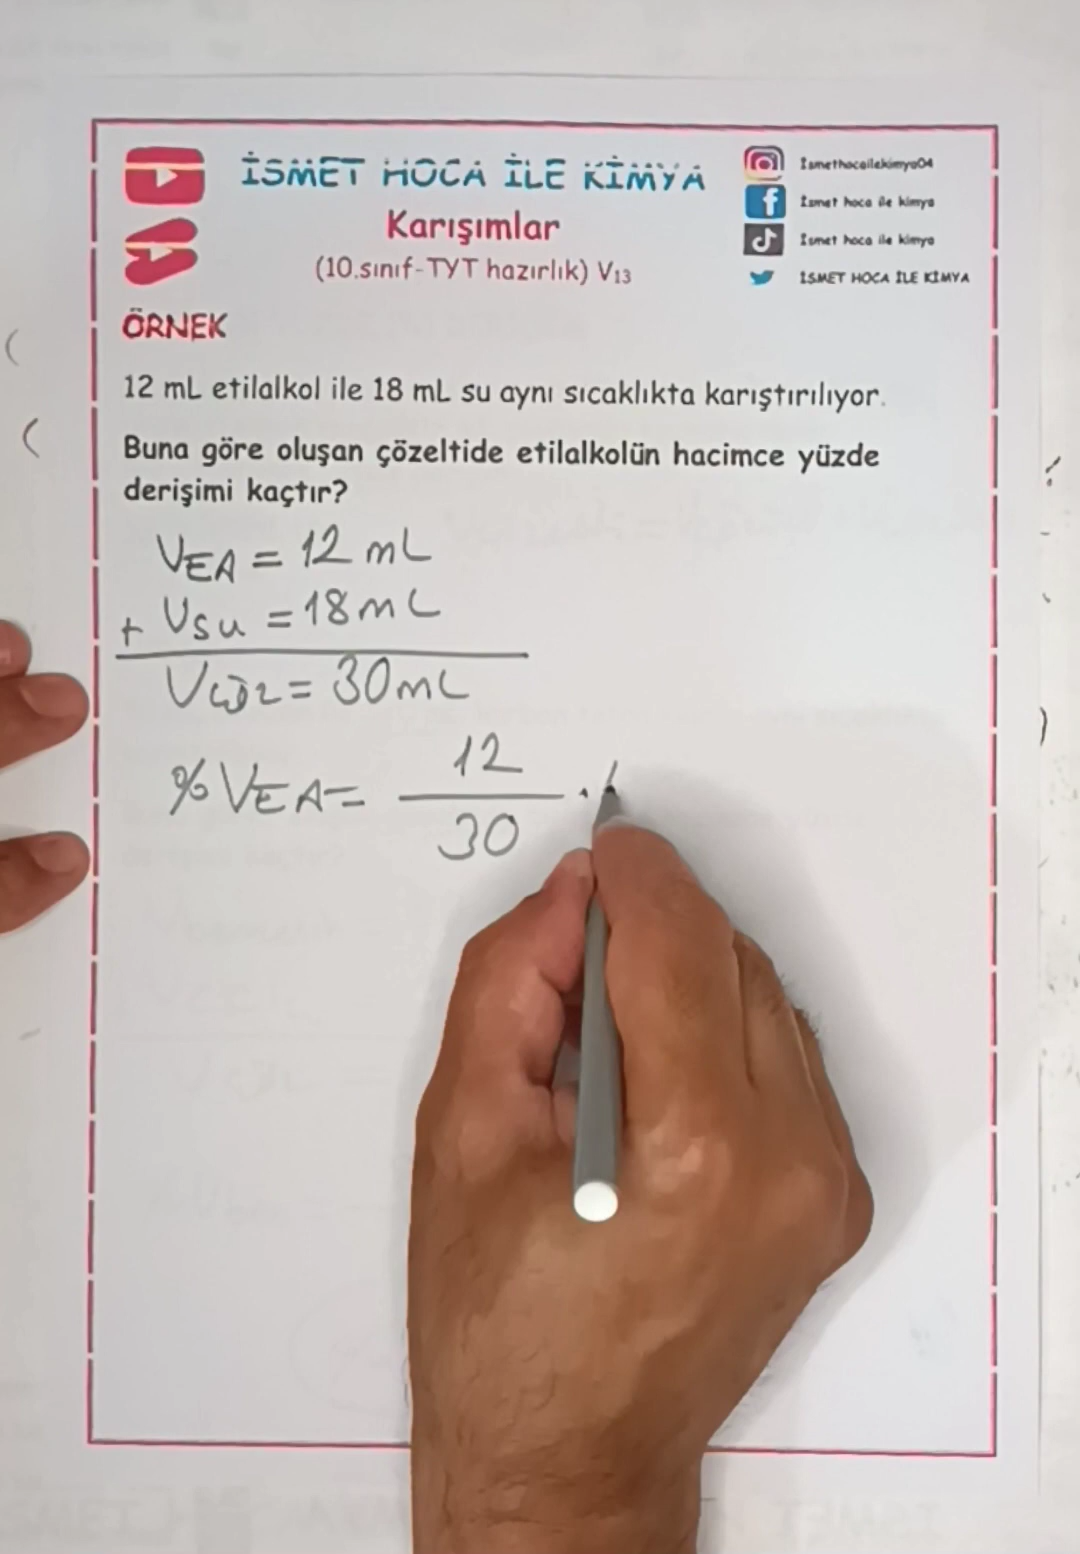 İSMET HOCA İLE KİMYA
Karışımlar
(10.sınıf-TYT hazırlık) V13
İsmethocailekimya04
İsmet hoca ile kimya
İsmet hoca ile kimya
İSMET HOCA İLE KİMYA
ÖRNEK
12 mL etilalkol ile 18 mL su aynı sıcaklıkta karıştırılıyor.
Buna göre oluşan çözeltide etilalkolün hacimce yüzde
derişimi kaçtır?
VEA = 12 mL
+ VSu = 18 mL
Vçöz = 30mL
% VEA = 12
30
.